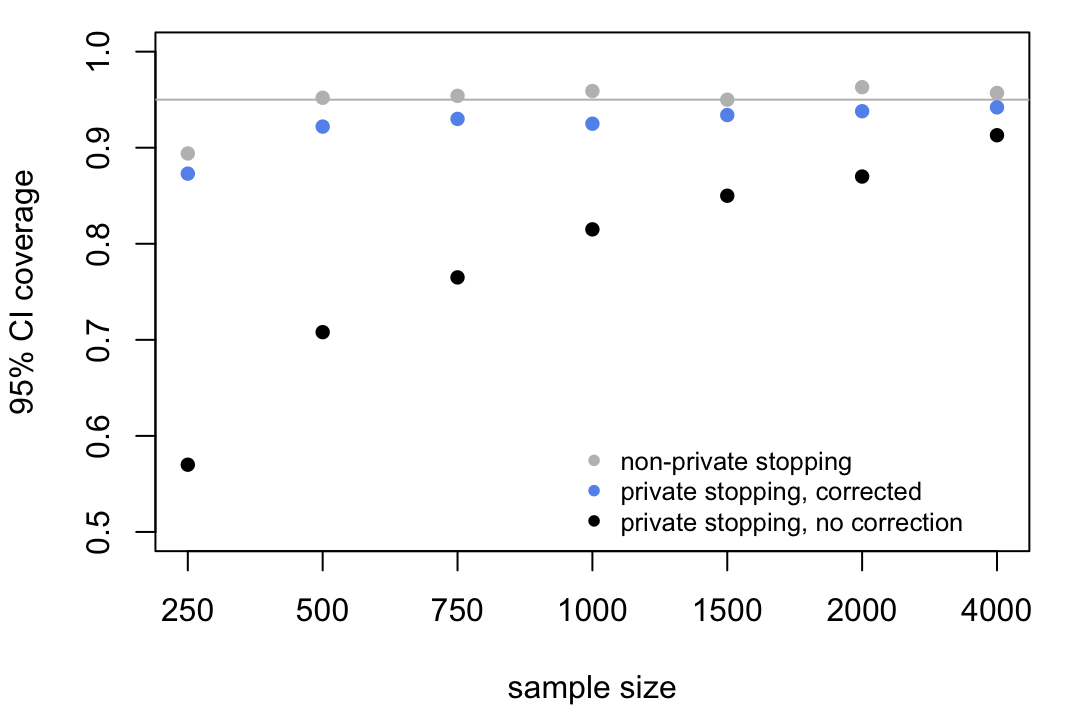 95% CI coverage
1.0
0.9
0.8
0.7
0.6
0.5
non-private stopping
private stopping, corrected
private stopping, no correction
250 500 750 1000 1500 2000 4000
sample size